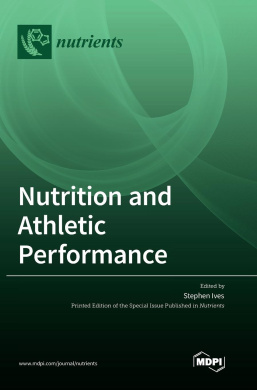 nutrients
Nutrition and
Athletic
Performance
Edited by
Stephen Ives
Printed Edition of the Special Issue Published in Nutrients
www.mdpi.com/journal/nutrients
MDPI